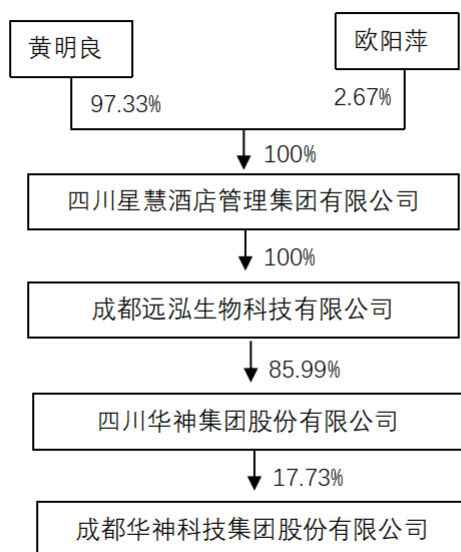 黄明良
欧阳萍
97.33%
2.67%
100%
四川星慧酒店管理集团有限公司
100%
成都远泓生物科技有限公司
85.99%
四川华神集团股份有限公司
17.73%
成都华神科技集团股份有限公司